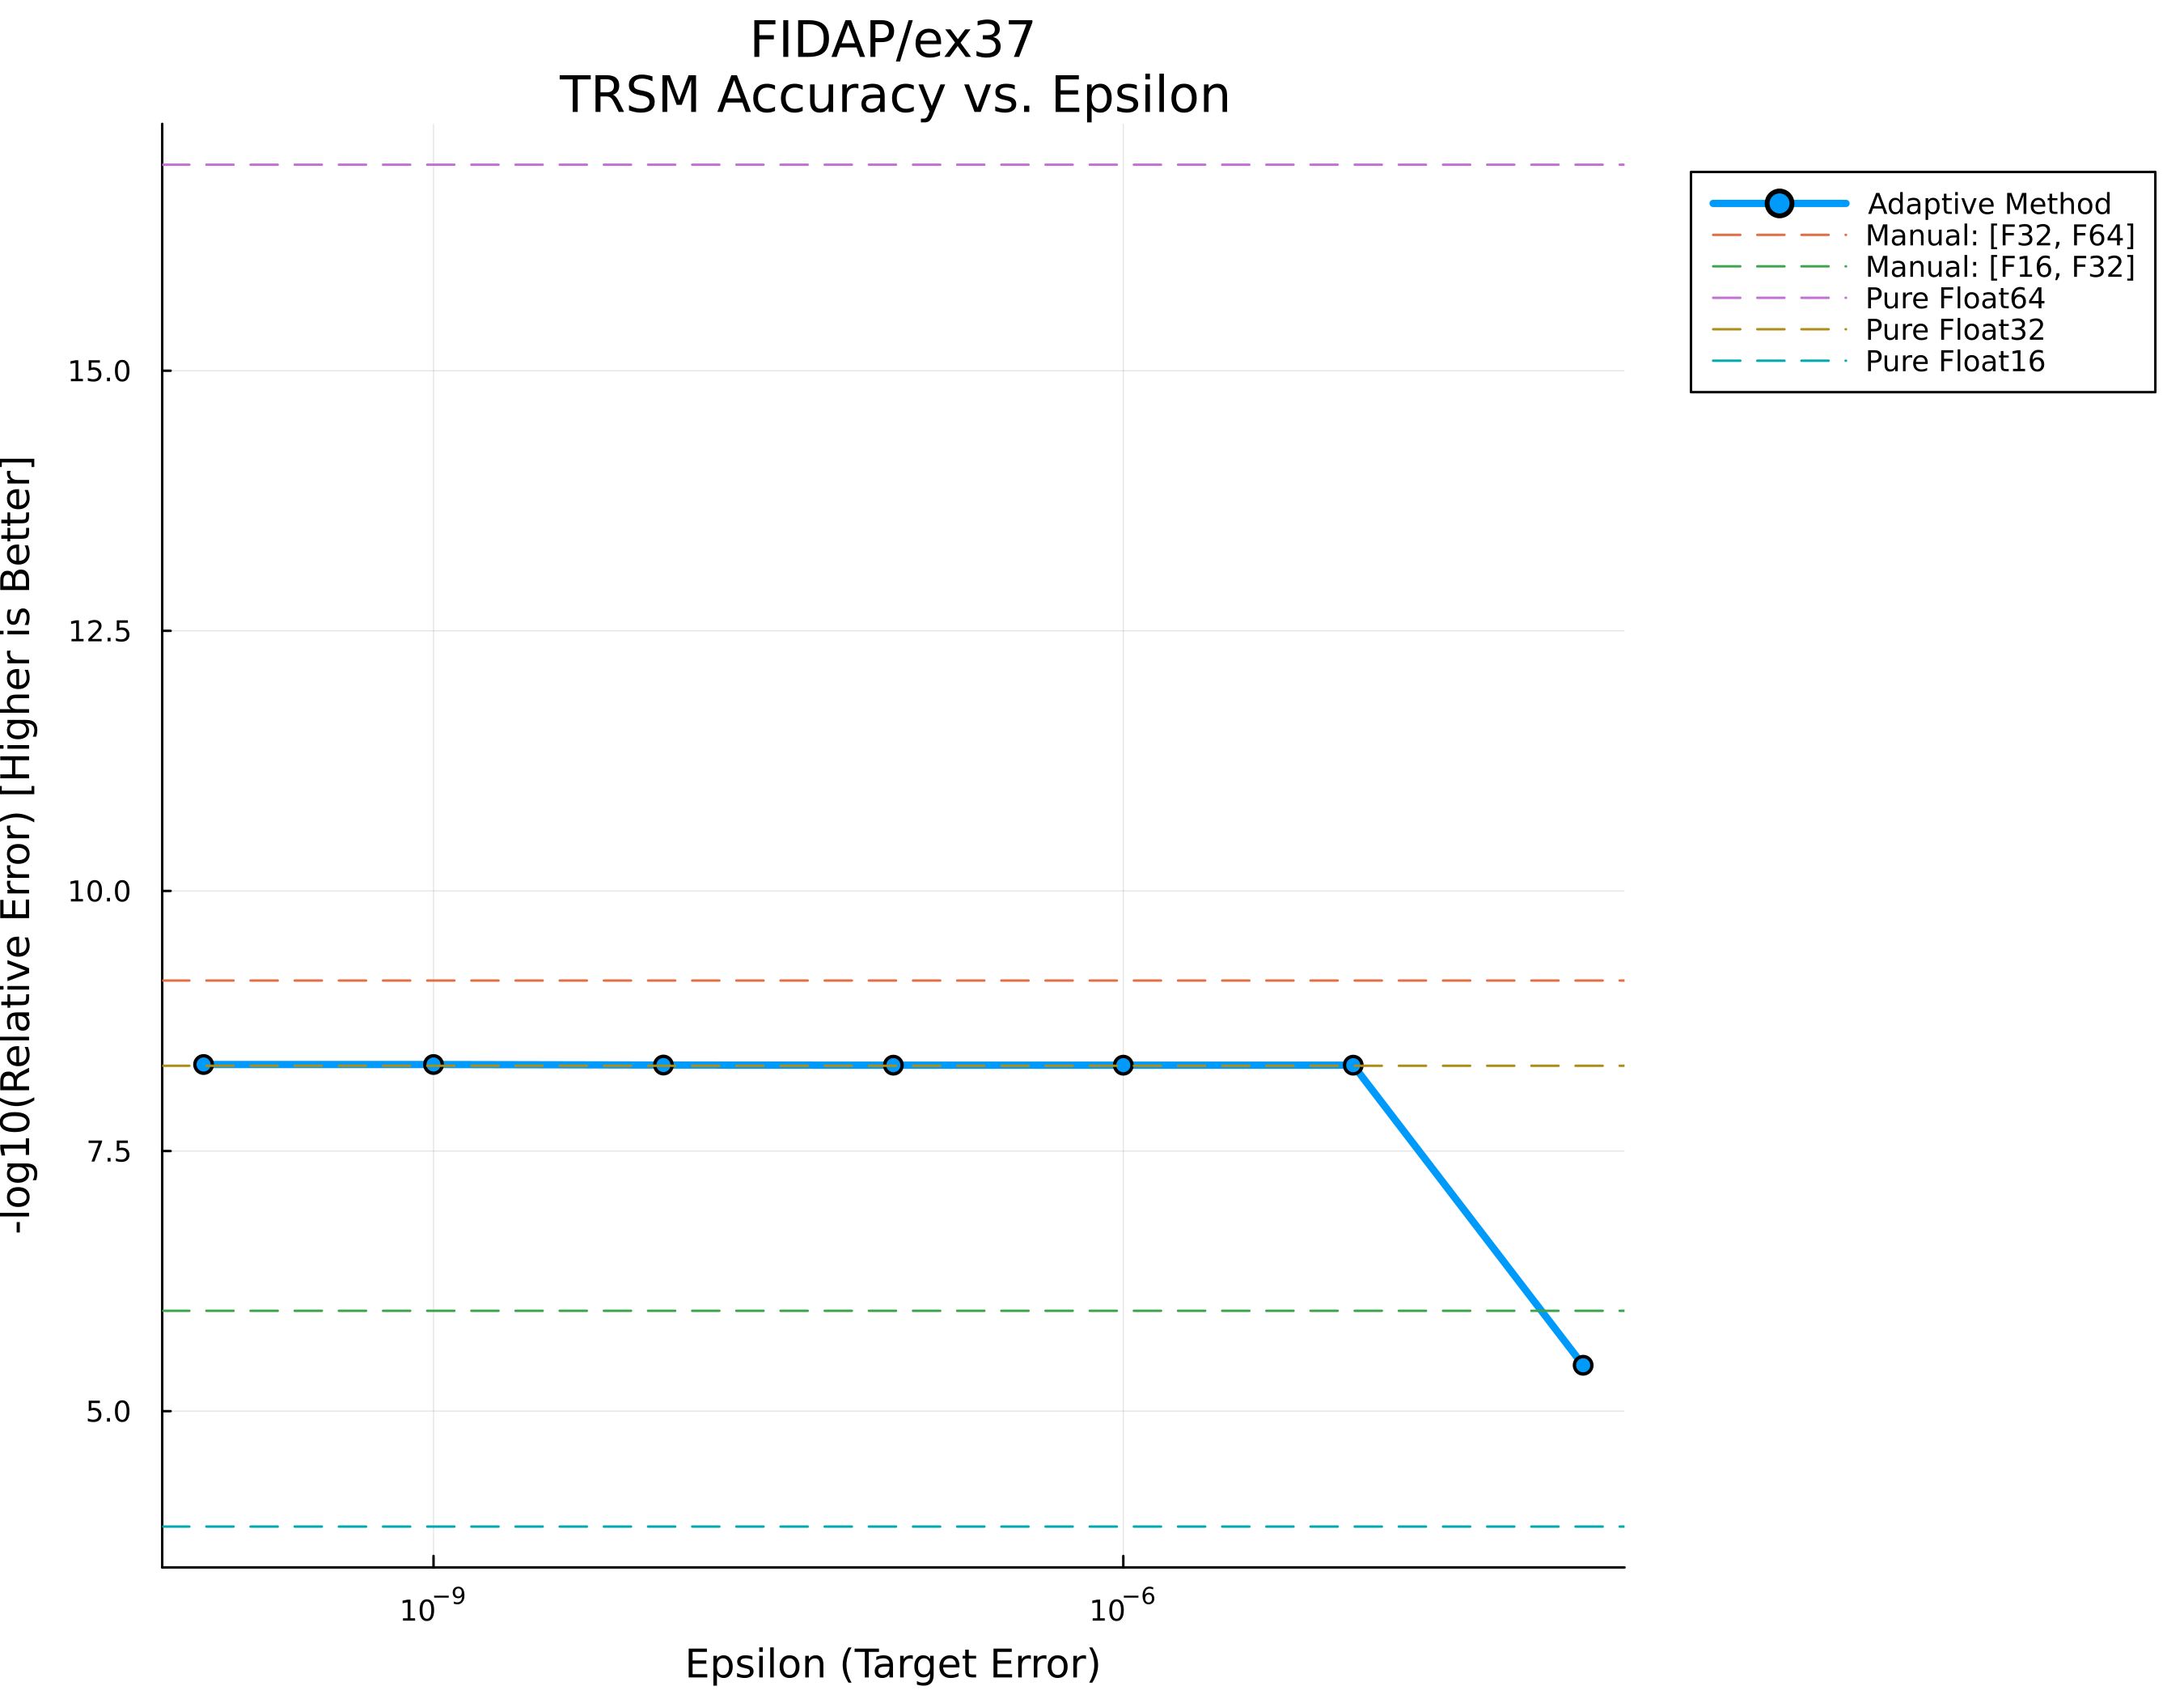 FIDAP/ex37
TRSM Accuracy vs. Epsilon
-log10(Relative Error) [Higher is Better]
15.0
12.5
10.0
7.5
5.0
10⁻⁹
10⁻⁶
Epsilon (Target Error)
Adaptive Method
Manual: [F32, F64]
Manual: [F16, F32]
Pure Float64
Pure Float32
Pure Float16